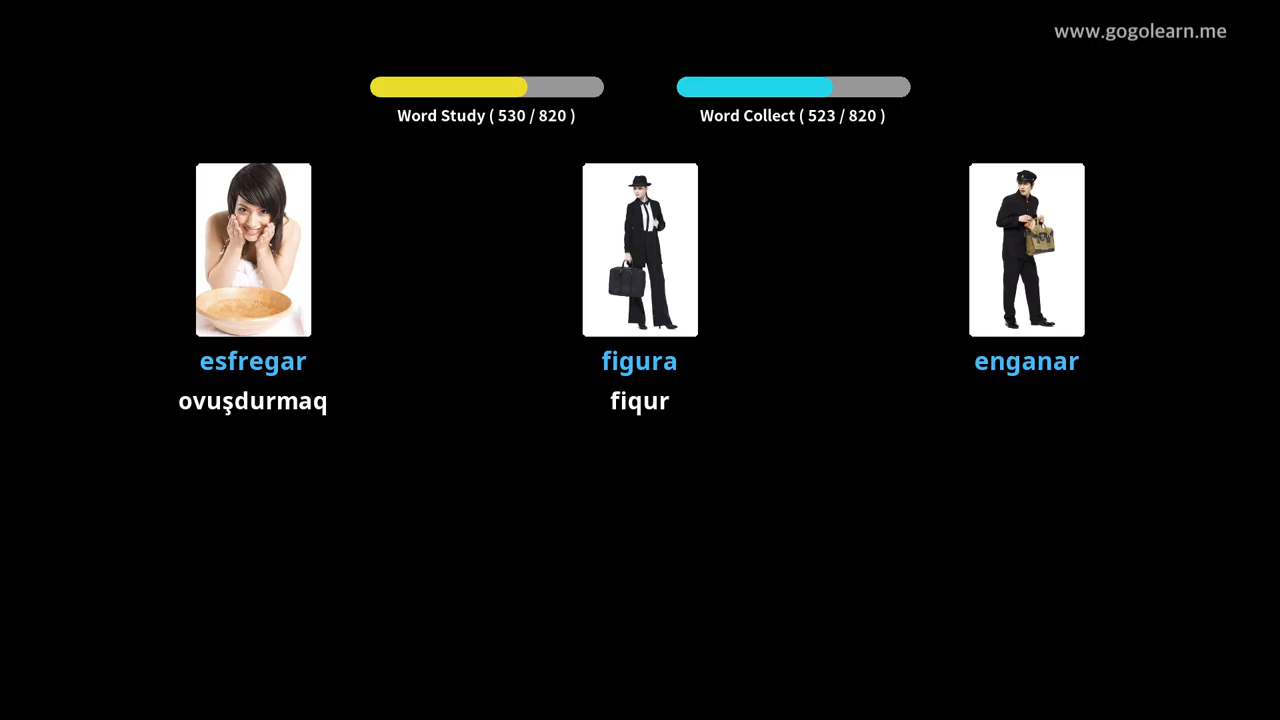 www.gogolearn.me
Word Study ( 530 / 820 )
Word Collect ( 523 / 820 )
esfregar
figura
enganar
ovuşdurmaq
fiqur